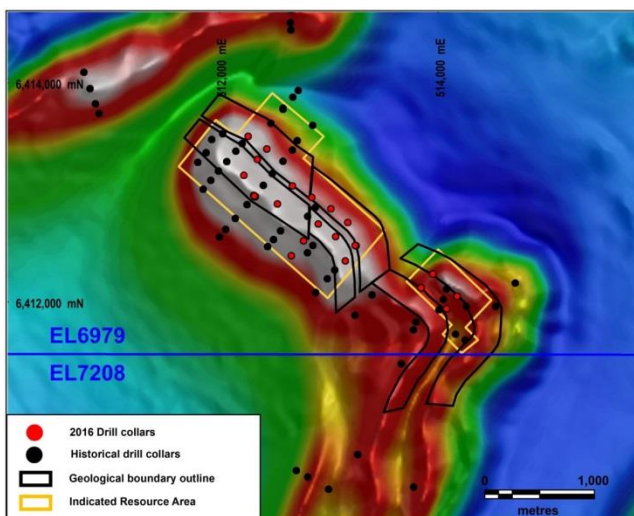 512,000 mE
514,000 mE
6,414,000 mN
6,412,000 mN
EL6979
EL7208
2016 Drill collars
Historical drill collars
Geological boundary outline
Indicated Resource Area
0 1,000
metres